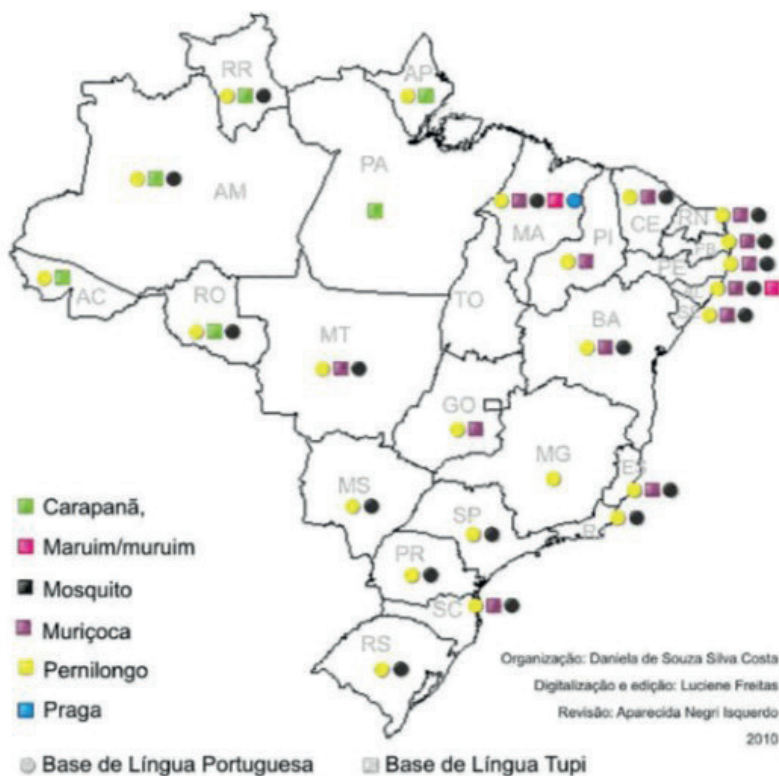 RR
AP
AM
PA
MA
PI
CE
RN
PB
PE
AL
SE
AC
RO
TO
BA
MT
GO
MG
ES
MS
SP
RJ
PR
SC
RS
Carapanã,
Maruim/muruim
Mosquito
Muriçoca
Pernilongo
Praga
Organização: Daniela de Souza Silva Costa
Digitalização e edição: Luciene Freitas
Revisão: Aparecida Negri Isquerdo
2010
Base de Língua Portuguesa
Base de Língua Tupi